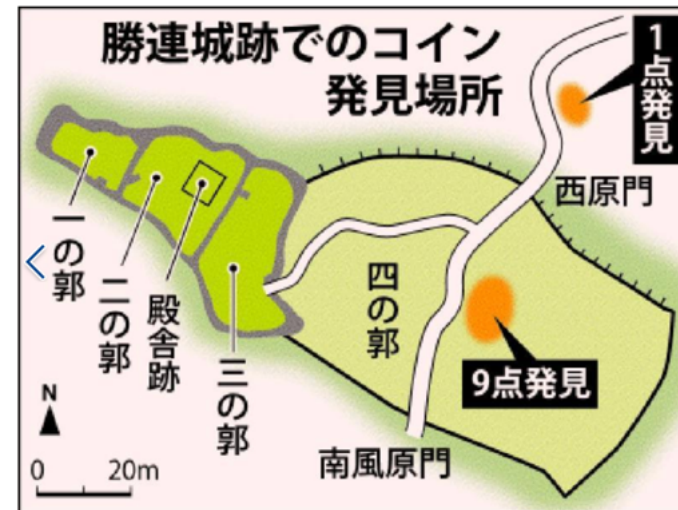 勝連城跡でのコイン
発見場所
1点発見
西原門
一の郭
二の郭
殿舎跡
三の郭
四の郭
9点発見
南風原門
N
0 20m